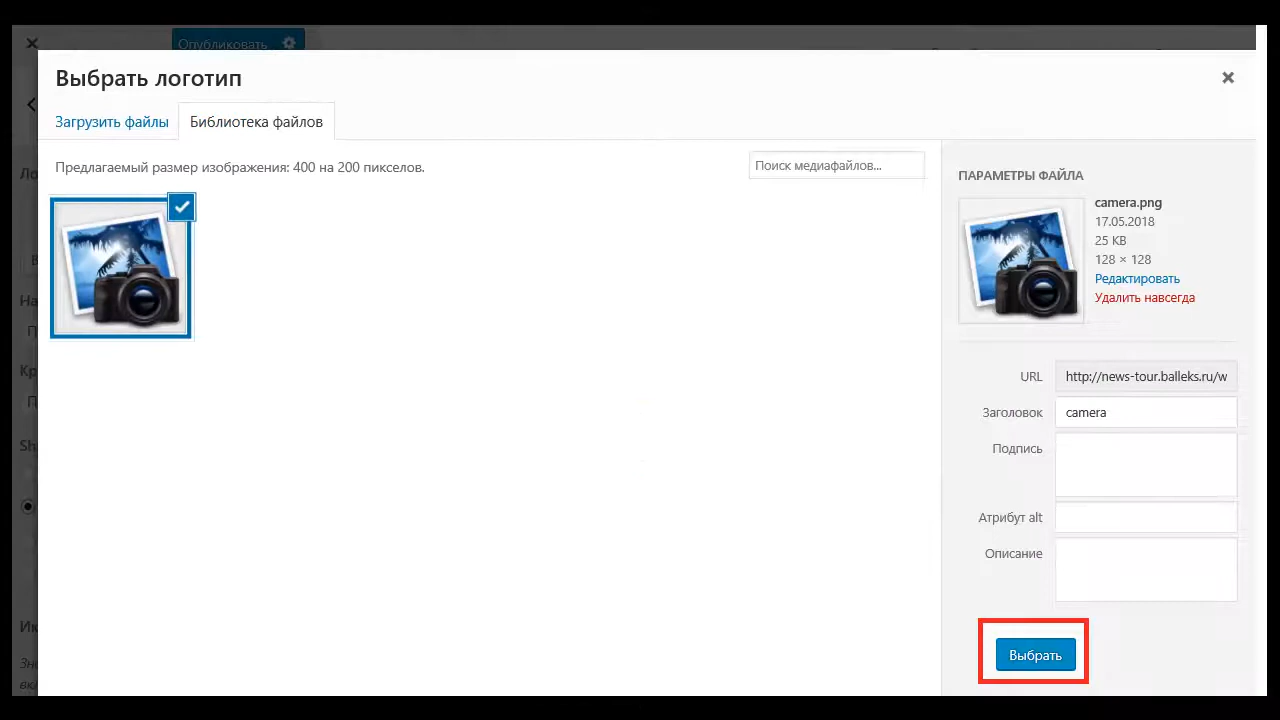 Опубликовать
Выбрать логотип
Загрузить файлы
Библиотека файлов
Предлагаемый размер изображения: 400 на 200 пикселов.
Поиск медиафайлов...
ПАРАМЕТРЫ ФАЙЛА
camera.png
17.05.2018
25 KB
128 × 128
Редактировать
Удалить навсегда
URL
http://news-tour.balleks.ru/w
Заголовок
camera
Подпись
Атрибут alt
Описание
Выбрать